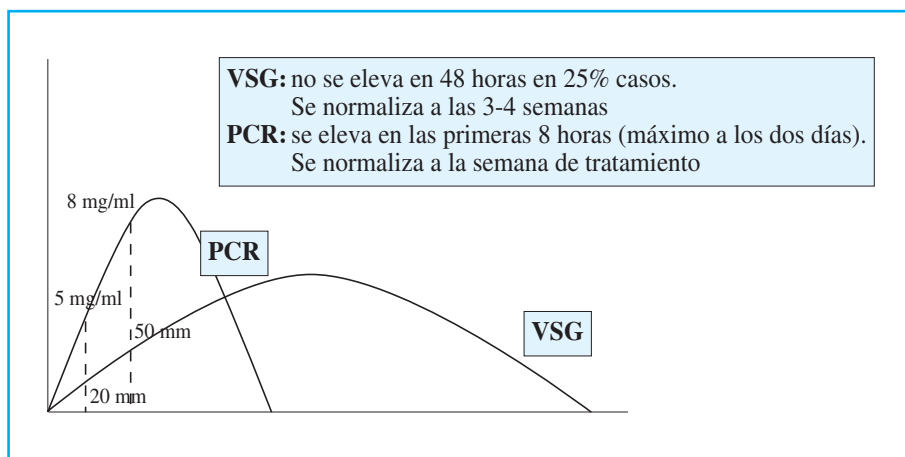 VSG: no se eleva en 48 horas en 25% casos.
Se normaliza a las 3-4 semanas
PCR: se eleva en las primeras 8 horas (máximo a los dos días).
Se normaliza a la semana de tratamiento
8 mg/ml
PCR
5 mg/ml
50 mm
VSG
20 mm